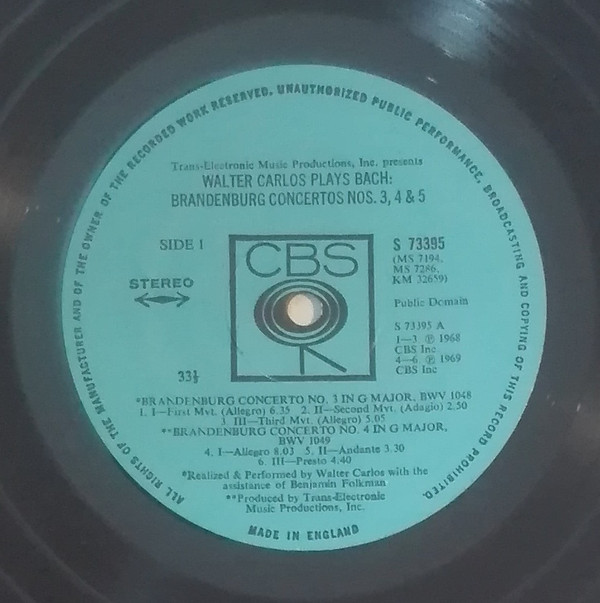 ALL RIGHTS OF THE MANUFACTURER AND OF THE OWNER OF THE RECORDED WORK RESERVED. UNAUTHORIZED PUBLIC PERFORMANCE, BROADCASTING AND COPYING OF THIS RECORD PROHIBITED.
Trans-Electronic Music Productions, Inc. presents
WALTER CARLOS PLAYS BACH:
BRANDENBURG CONCERTOS NOS. 3, 4 & 5
SIDE 1
STEREO
33⅓
CBS
S 73395
(MS 7194,
MS 7286,
KM 32659)
Public Domain
S 73395 A
1—3 ℗ 1968
CBS Inc.
4—6 ℗ 1969
CBS Inc
*BRANDENBURG CONCERTO NO. 3 IN G MAJOR, BWV 1048
1. I—First Mvt. (Allegro) 6.35 2. II—Second Mvt. (Adagio) 2.50
3. III—Third Mvt. (Allegro) 5.05
**BRANDENBURG CONCERTO NO. 4 IN G MAJOR,
BWV 1049
4. I—Allegro 8.03 5. II—Andante 3.30
6. III—Presto 4.40
*Realized & Performed by Walter Carlos with the
assistance of Benjamin Folkman
**Produced by Trans-Electronic
Music Productions, Inc.
MADE IN ENGLAND